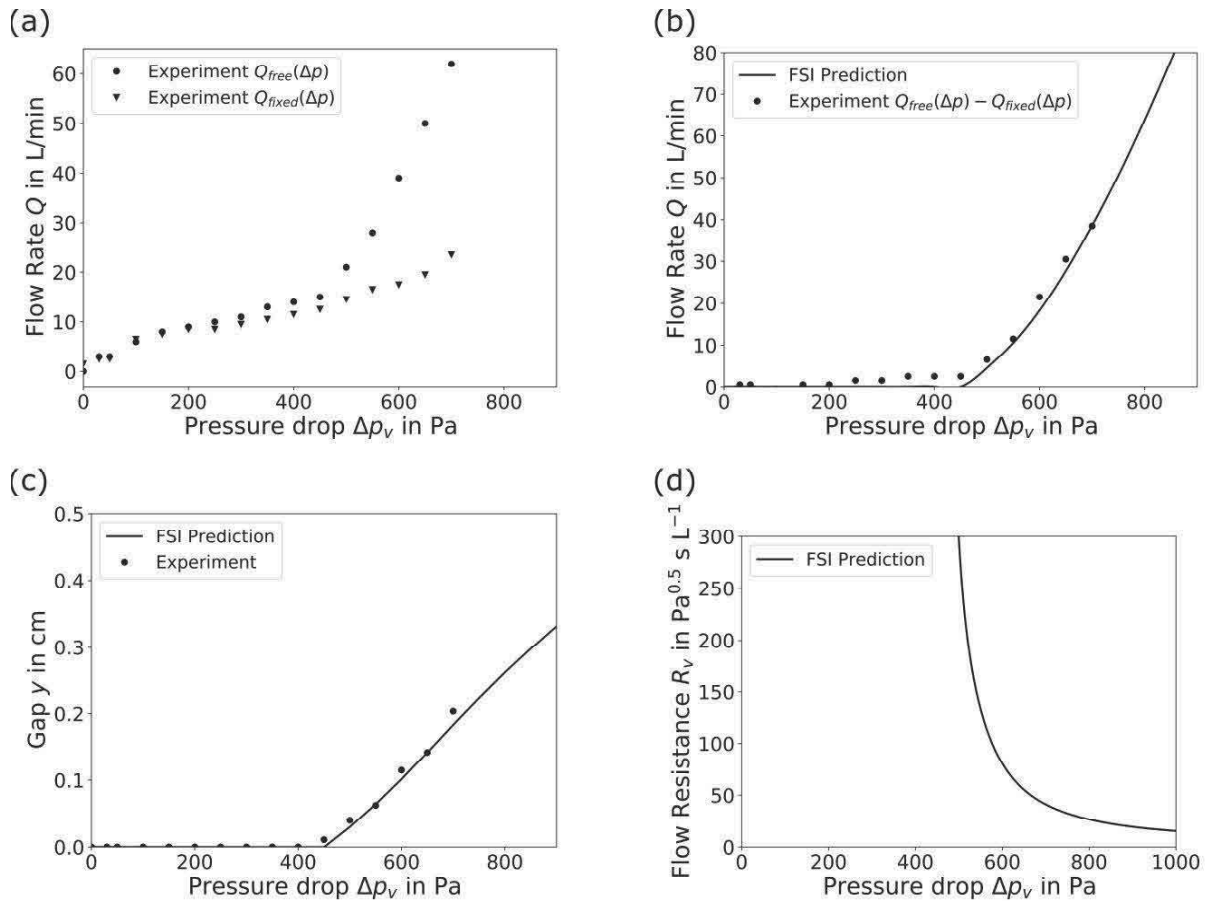 (a)
Experiment Q_free(Δp)
Experiment Q_fixed(Δp)
Flow Rate Q in L/min
60
50
40
30
20
10
0
0 200 400 600 800
Pressure drop Δp_v in Pa
(b)
FSI Prediction
Experiment Q_free(Δp) − Q_fixed(Δp)
Flow Rate Q in L/min
80
70
60
50
40
30
20
10
0
0 200 400 600 800
Pressure drop Δp_v in Pa
(c)
FSI Prediction
Experiment
Gap y in cm
0.5
0.4
0.3
0.2
0.1
0.0
0 200 400 600 800
Pressure drop Δp_v in Pa
(d)
FSI Prediction
Flow Resistance R_v in Pa^0.5 s L^−1
300
250
200
150
100
50
0
0 200 400 600 800 1000
Pressure drop Δp_v in Pa